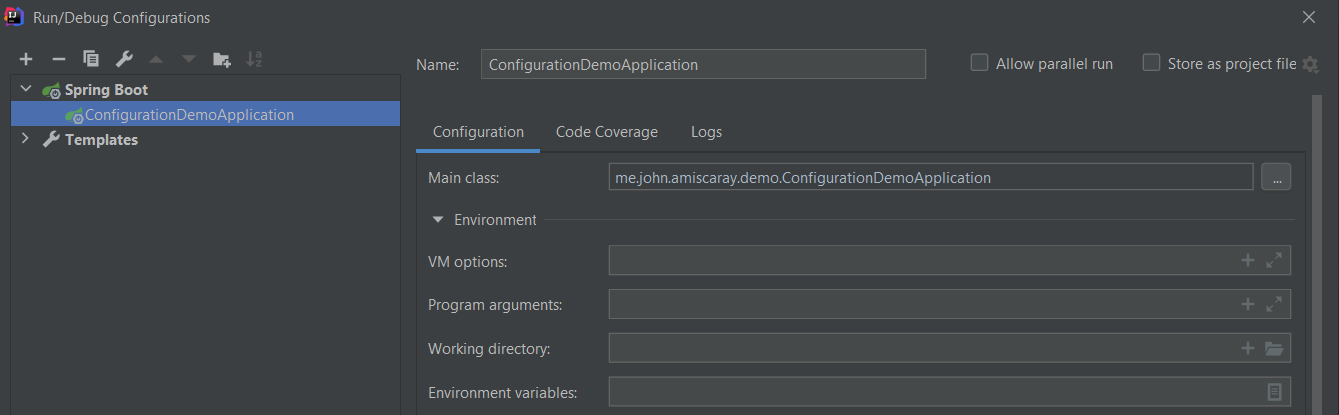 Run/Debug Configurations
Name: ConfigurationDemoApplication Allow parallel run Store as project file
Spring Boot
ConfigurationDemoApplication
Templates
Configuration Code Coverage Logs
Main class: me.john.amiscaray.demo.ConfigurationDemoApplication ...
Environment
VM options:
Program arguments:
Working directory:
Environment variables: